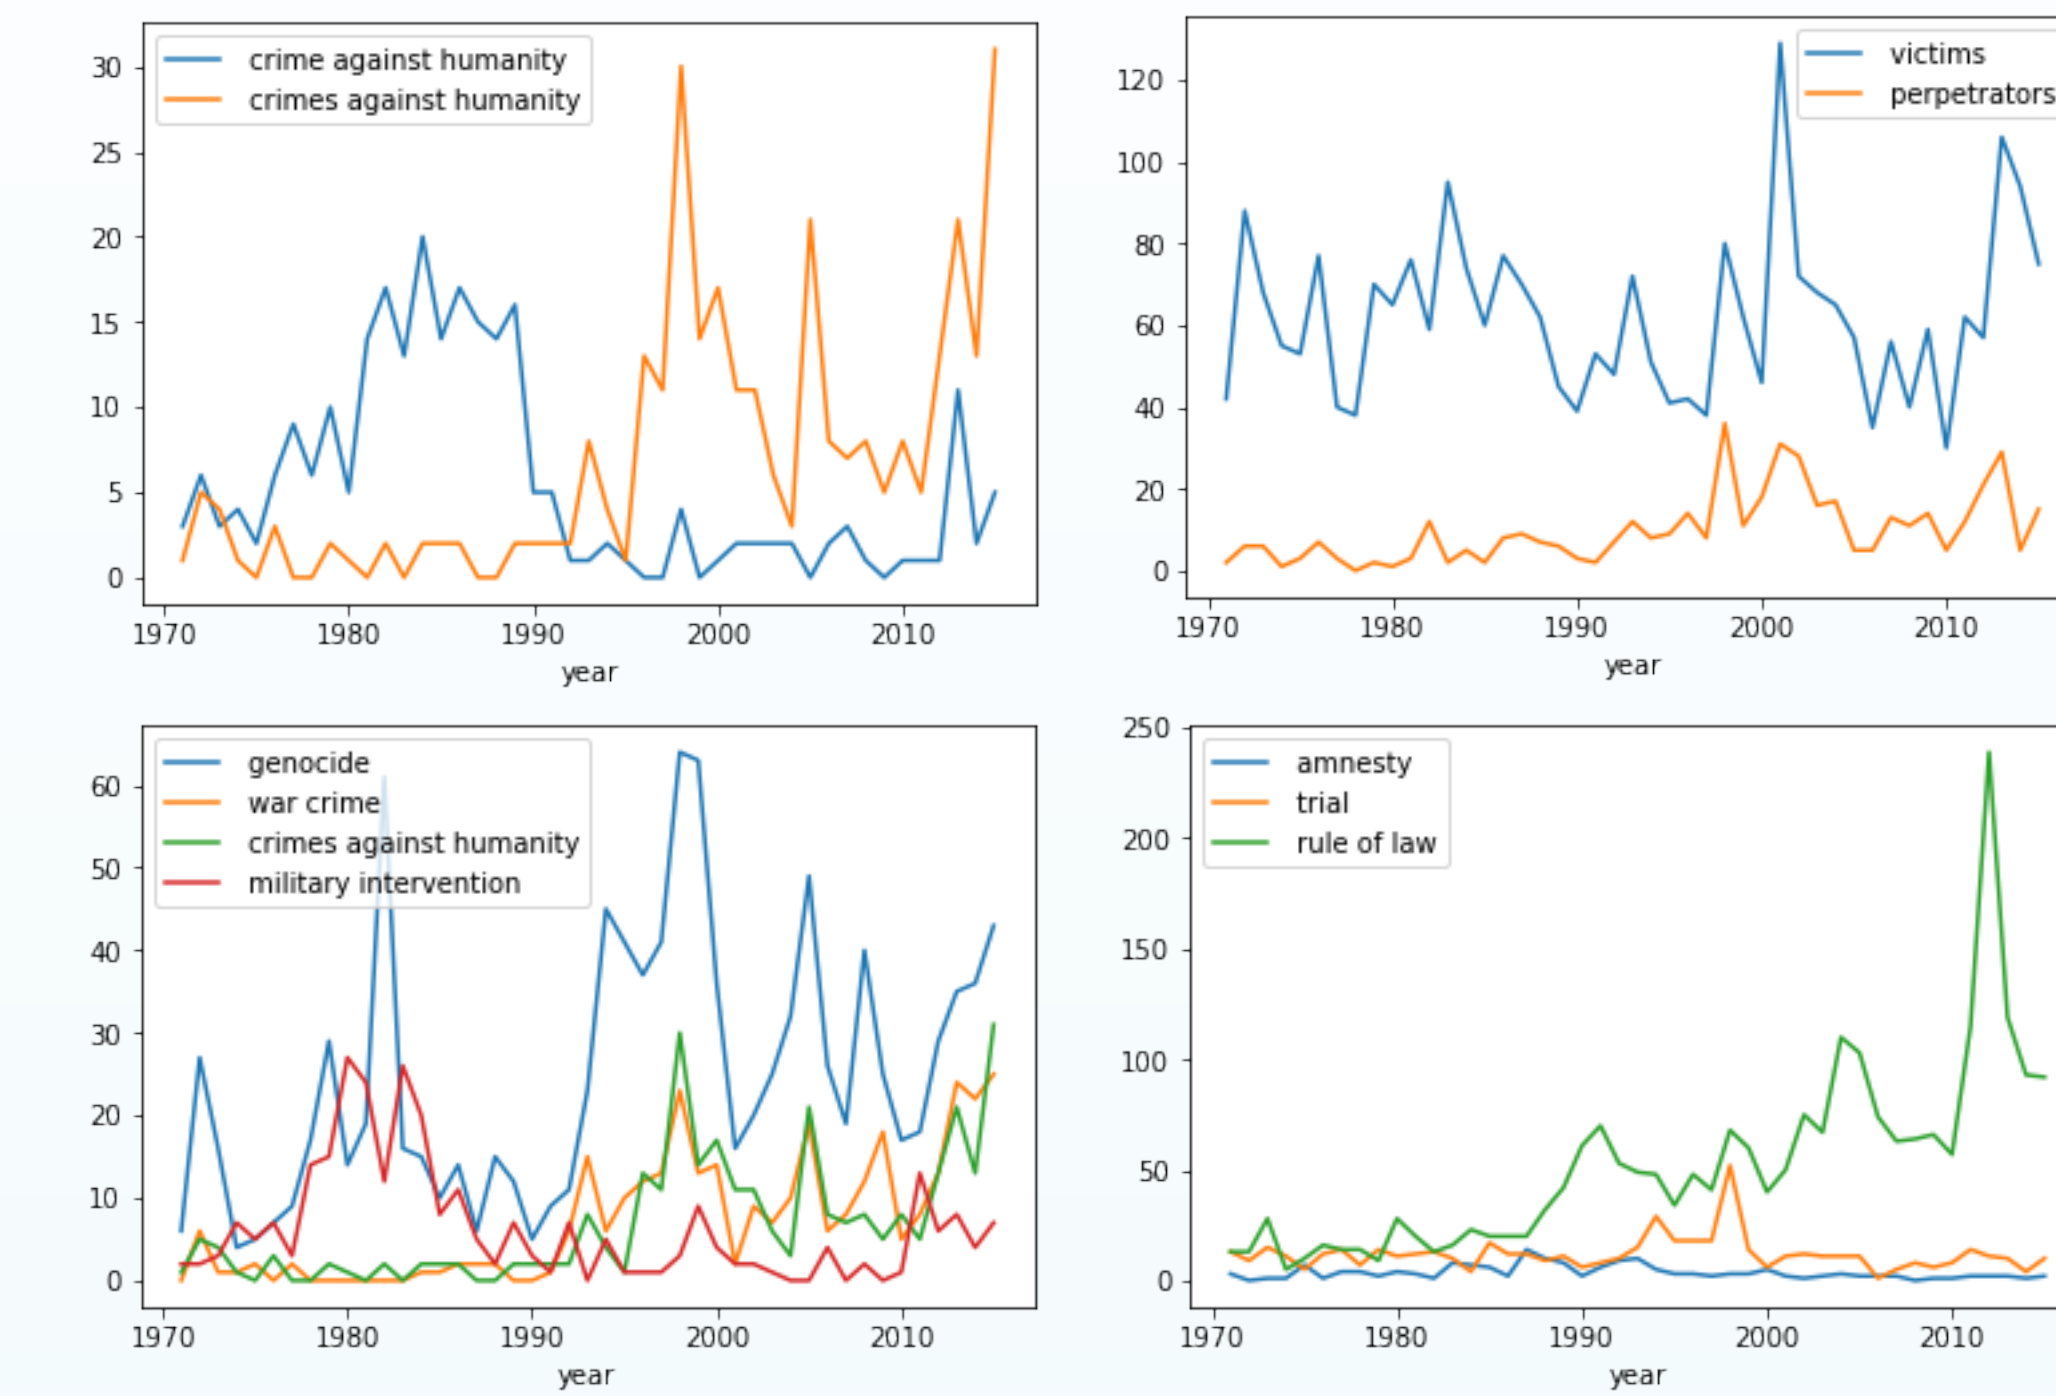 crime against humanity
crimes against humanity
30
25
20
15
10
5
0
1970 1980 1990 2000 2010
year
victims
perpetrators
120
100
80
60
40
20
0
1970 1980 1990 2000 2010
year
genocide
war crime
crimes against humanity
military intervention
60
50
40
30
20
10
0
1970 1980 1990 2000 2010
year
amnesty
trial
rule of law
250
200
150
100
50
0
1970 1980 1990 2000 2010
year